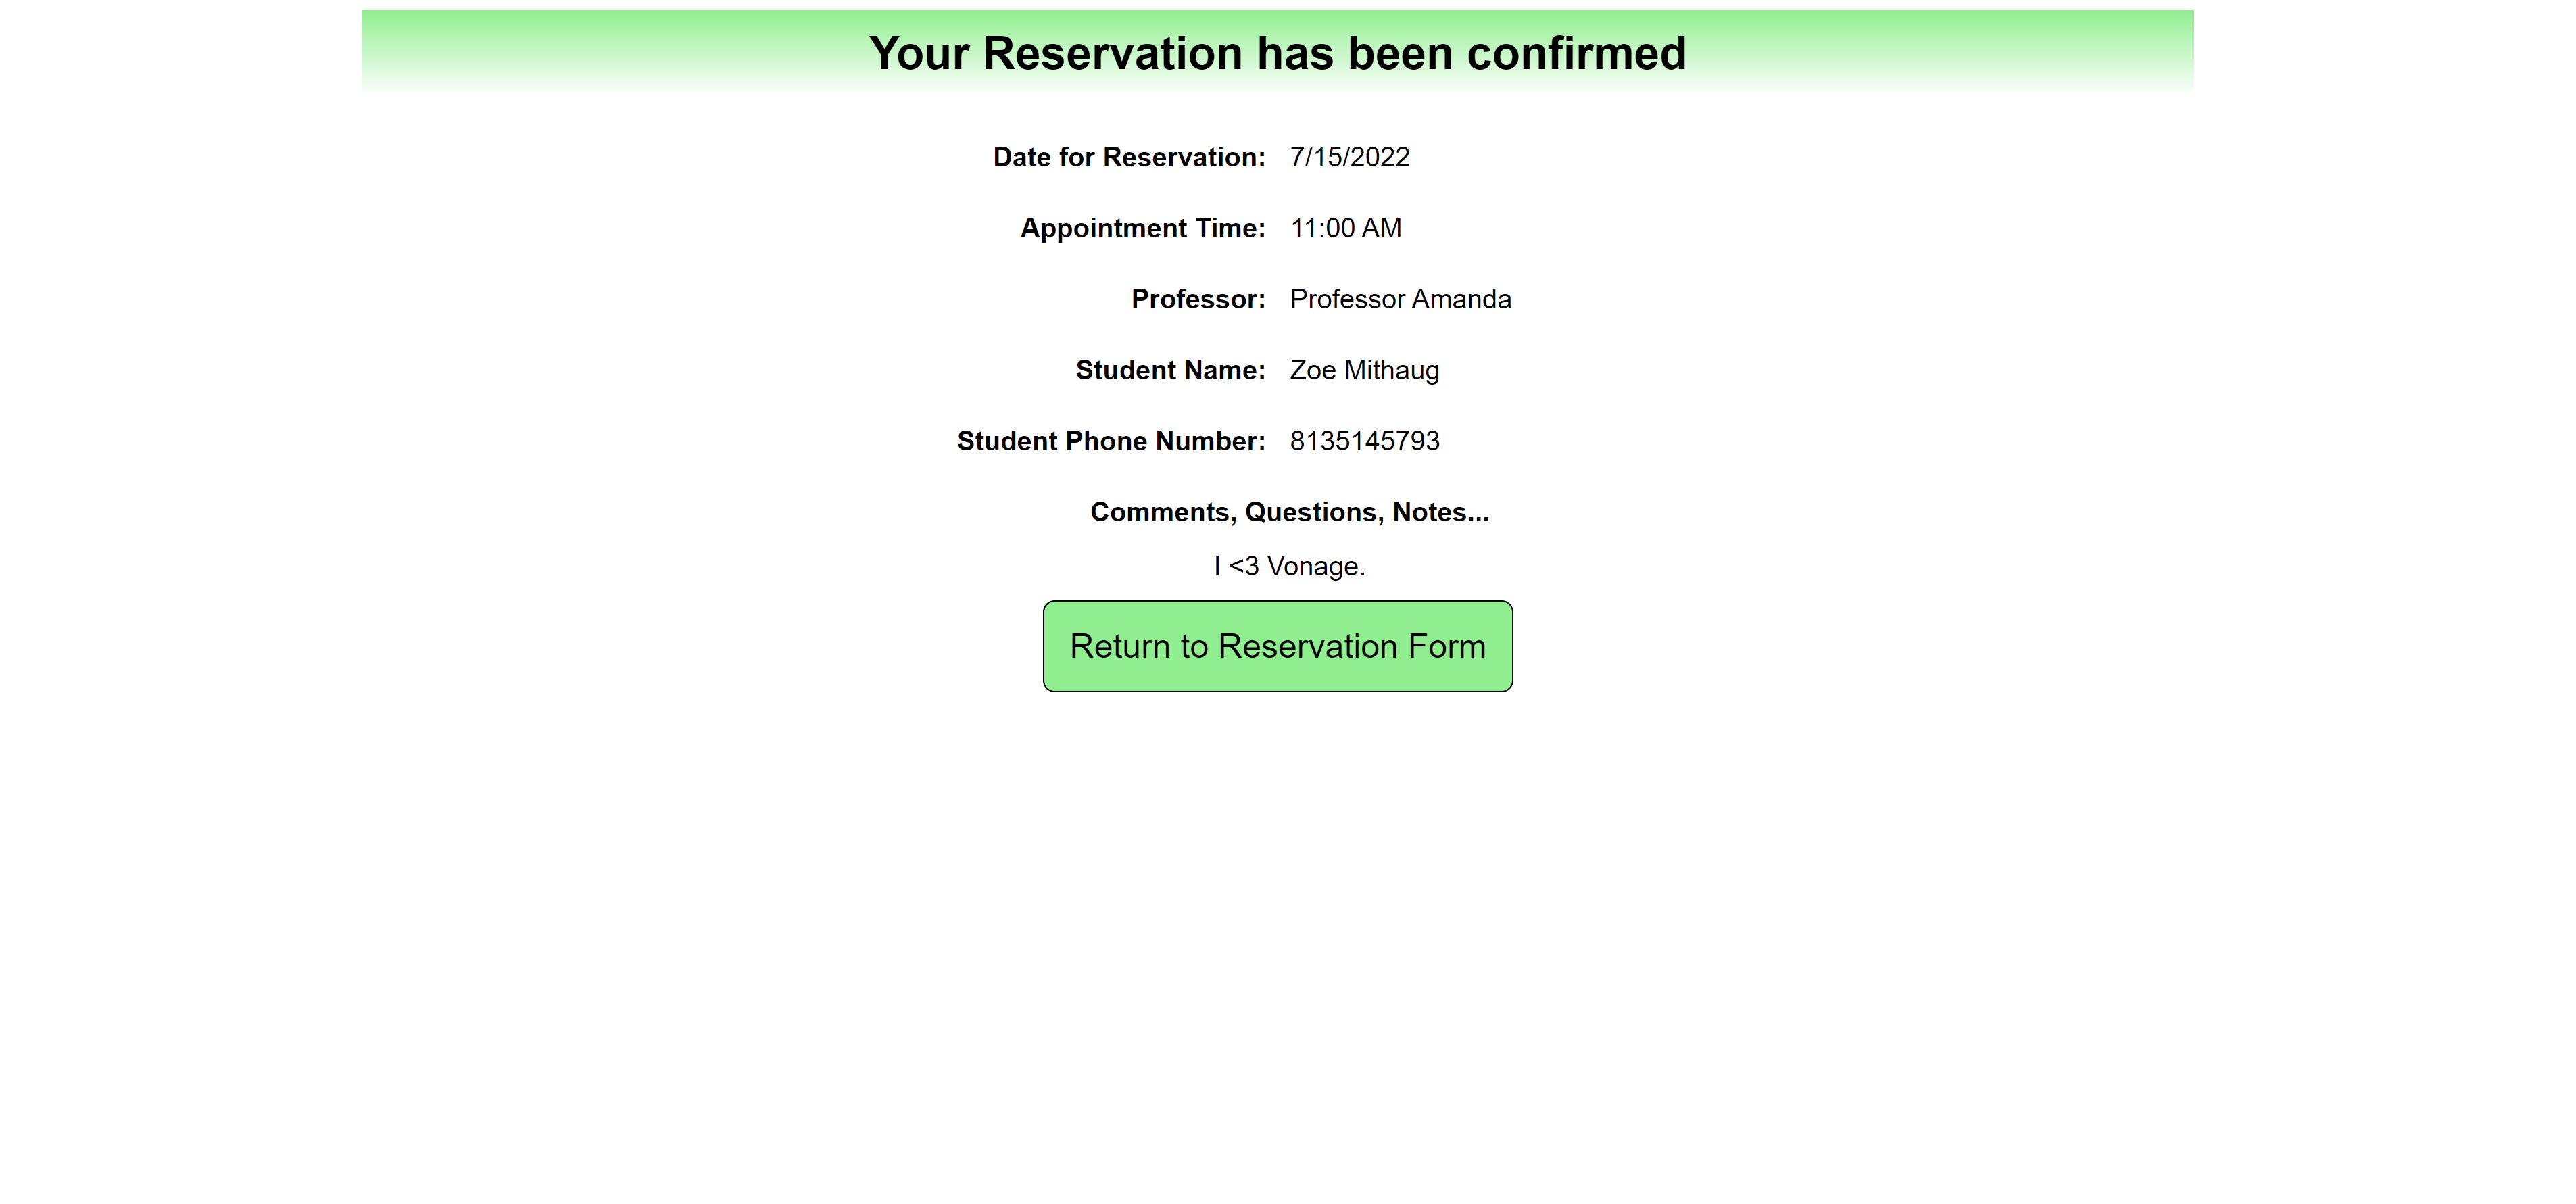 Your Reservation has been confirmed
Date for Reservation: 7/15/2022
Appointment Time: 11:00 AM
Professor: Professor Amanda
Student Name: Zoe Mithaug
Student Phone Number: 8135145793
Comments, Questions, Notes...
I <3 Vonage.
Return to Reservation Form